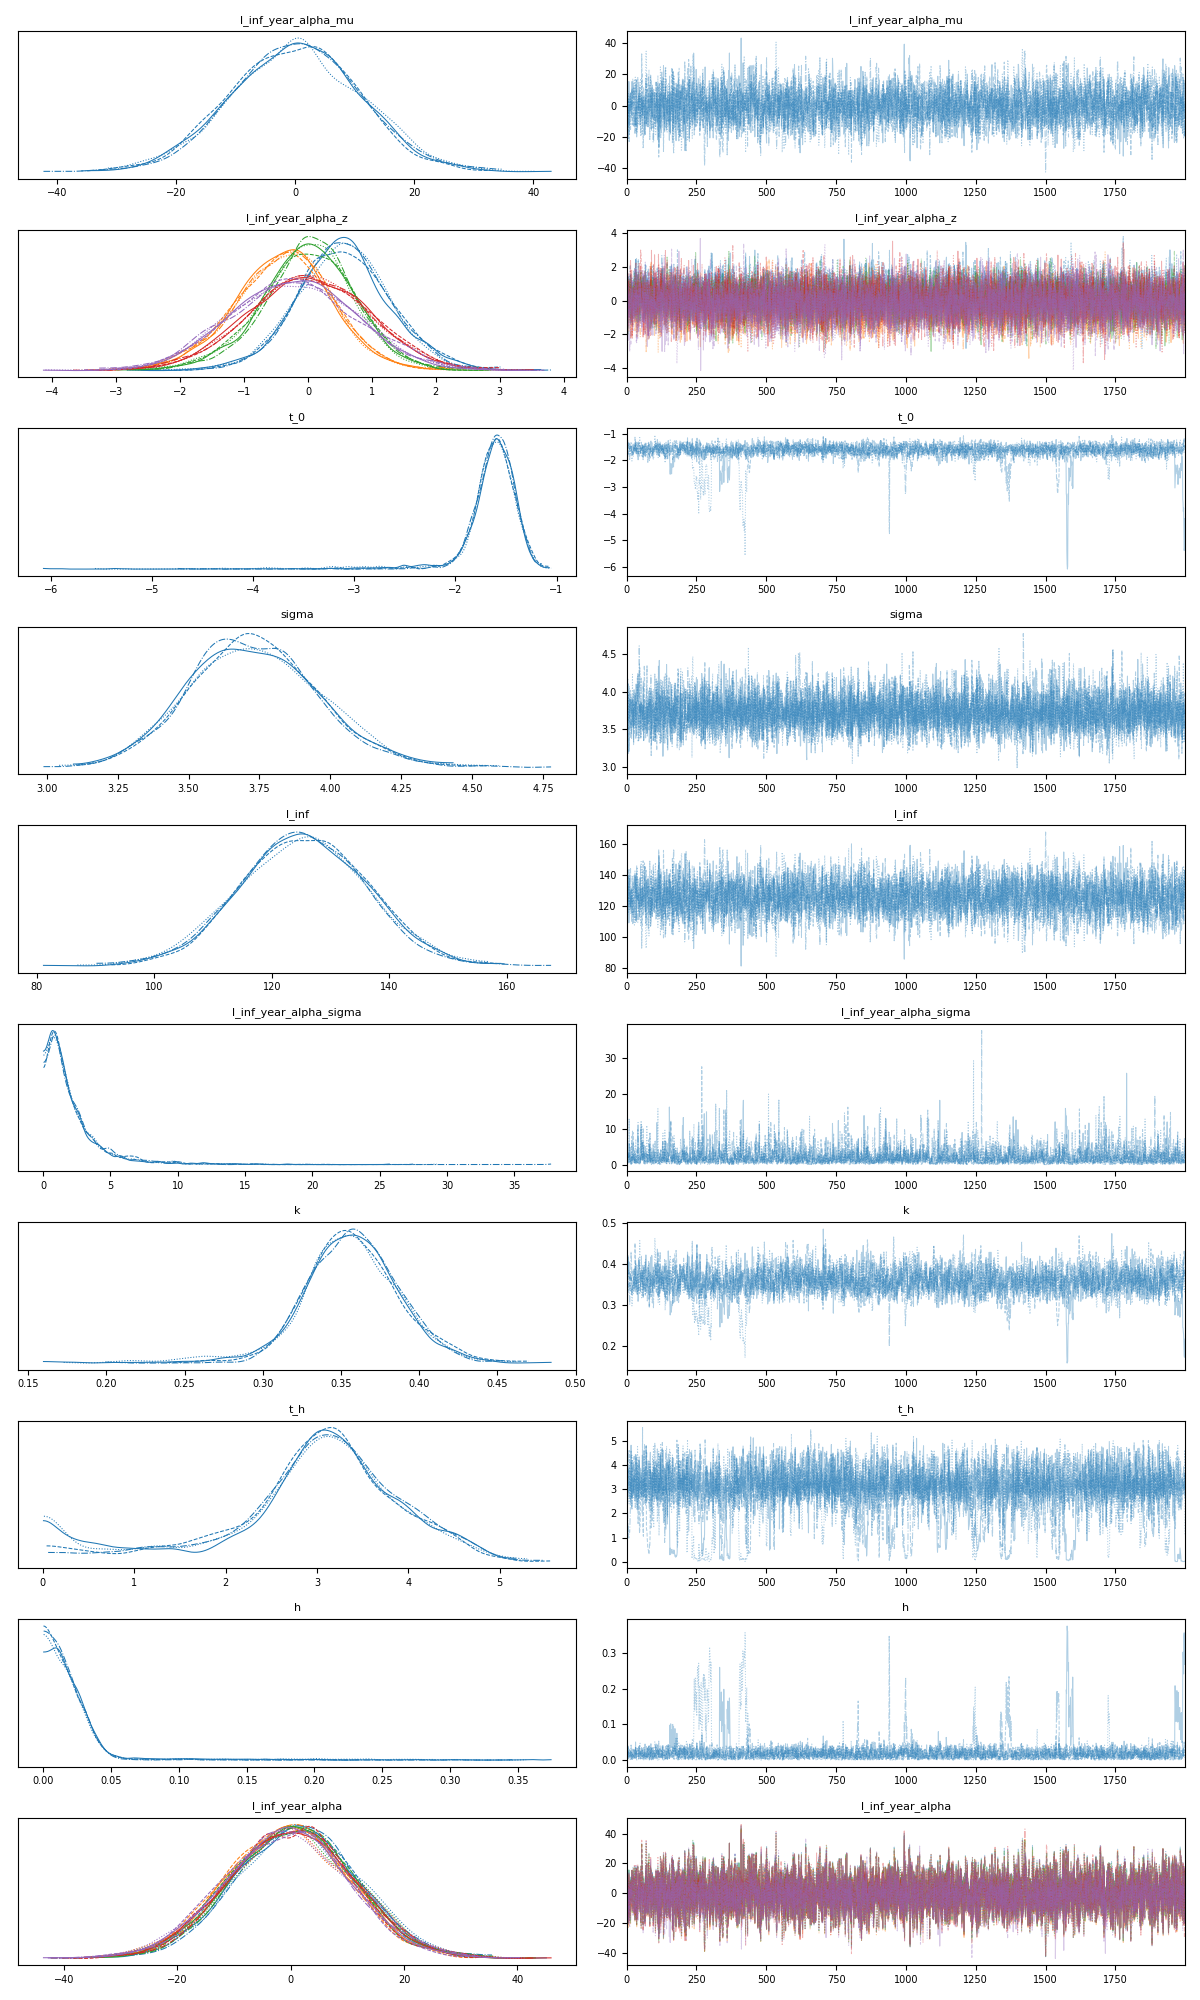 l_inf_year_alpha_mu l_inf_year_alpha_mu
40
20
0
−20
−40
−40 −20 0 20 40 0 250 500 750 1000 1250 1500 1750
l_inf_year_alpha_z l_inf_year_alpha_z
4
2
0
−2
−4
−4 −3 −2 −1 0 1 2 3 4 0 250 500 750 1000 1250 1500 1750
t_0 t_0
−1
−2
−3
−4
−5
−6
−6 −5 −4 −3 −2 −1 0 250 500 750 1000 1250 1500 1750
sigma sigma
4.5
4.0
3.5
3.0
3.00 3.25 3.50 3.75 4.00 4.25 4.50 4.75 0 250 500 750 1000 1250 1500 1750
l_inf l_inf
160
140
120
100
80
80 100 120 140 160 0 250 500 750 1000 1250 1500 1750
l_inf_year_alpha_sigma l_inf_year_alpha_sigma
30
20
10
0
0 5 10 15 20 25 30 35 0 250 500 750 1000 1250 1500 1750
k k
0.5
0.4
0.3
0.2
0.15 0.20 0.25 0.30 0.35 0.40 0.45 0.50 0 250 500 750 1000 1250 1500 1750
t_h t_h
5
4
3
2
1
0
0 1 2 3 4 5 0 250 500 750 1000 1250 1500 1750
h h
0.3
0.2
0.1
0.0
0.00 0.05 0.10 0.15 0.20 0.25 0.30 0.35 0 250 500 750 1000 1250 1500 1750
l_inf_year_alpha l_inf_year_alpha
40
20
0
−20
−40
−40 −20 0 20 40 0 250 500 750 1000 1250 1500 1750